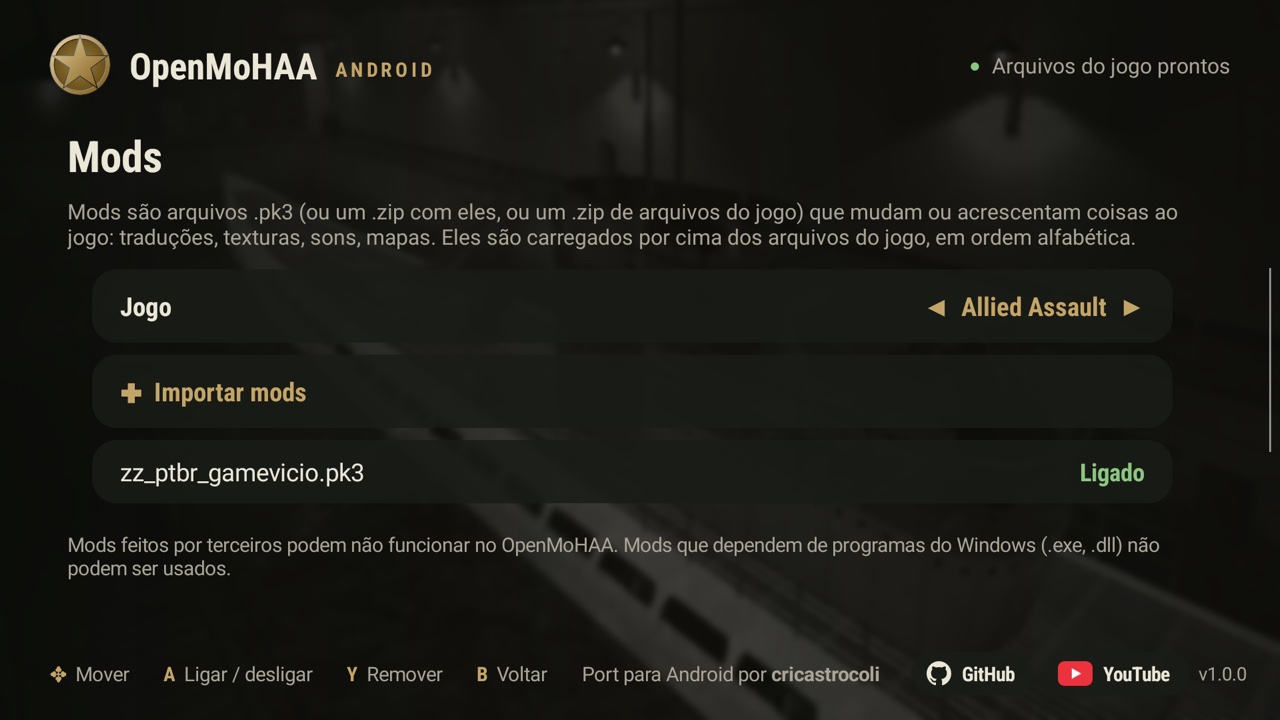 OpenMoHAA ANDROID
Arquivos do jogo prontos
Mods
Mods são arquivos .pk3 (ou um .zip com eles, ou um .zip de arquivos do jogo) que mudam ou acrescentam coisas ao
jogo: traduções, texturas, sons, mapas. Eles são carregados por cima dos arquivos do jogo, em ordem alfabética.
Jogo ◄ Allied Assault ►
✚ Importar mods
zz_ptbr_gamevicio.pk3 Ligado
Mods feitos por terceiros podem não funcionar no OpenMoHAA. Mods que dependem de programas do Windows (.exe, .dll) não
podem ser usados.
Mover A Ligar / desligar Y Remover B Voltar Port para Android por cricastrocoli GitHub YouTube v1.0.0